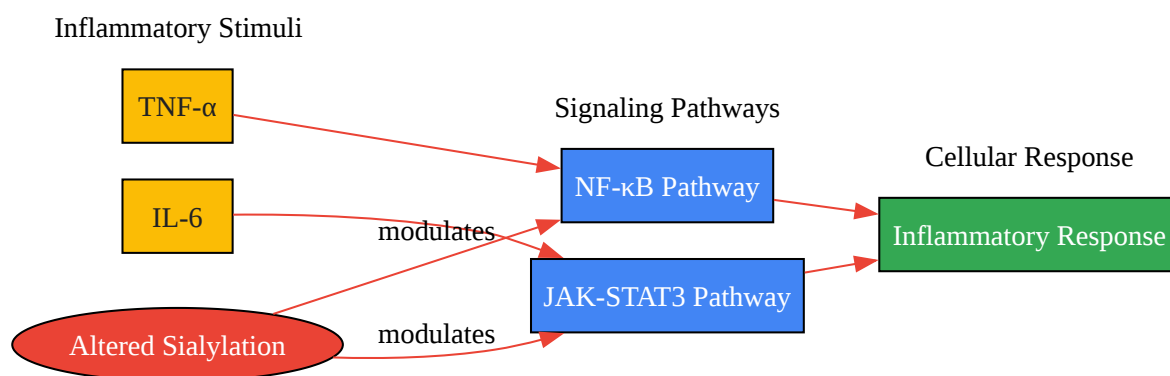 Inflammatory Stimuli
TNF-α
IL-6
Altered Sialylation
modulates
modulates
Signaling Pathways
NF-κB Pathway
JAK-STAT3 Pathway
Cellular Response
Inflammatory Response